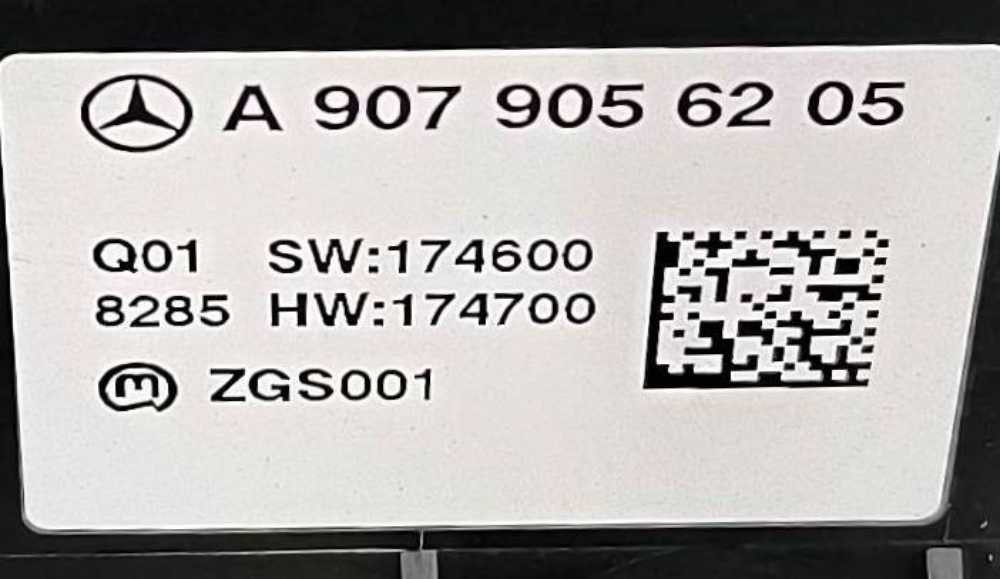 A 907 905 62 05
Q01 SW:174600
8285 HW:174700
m ZGS001